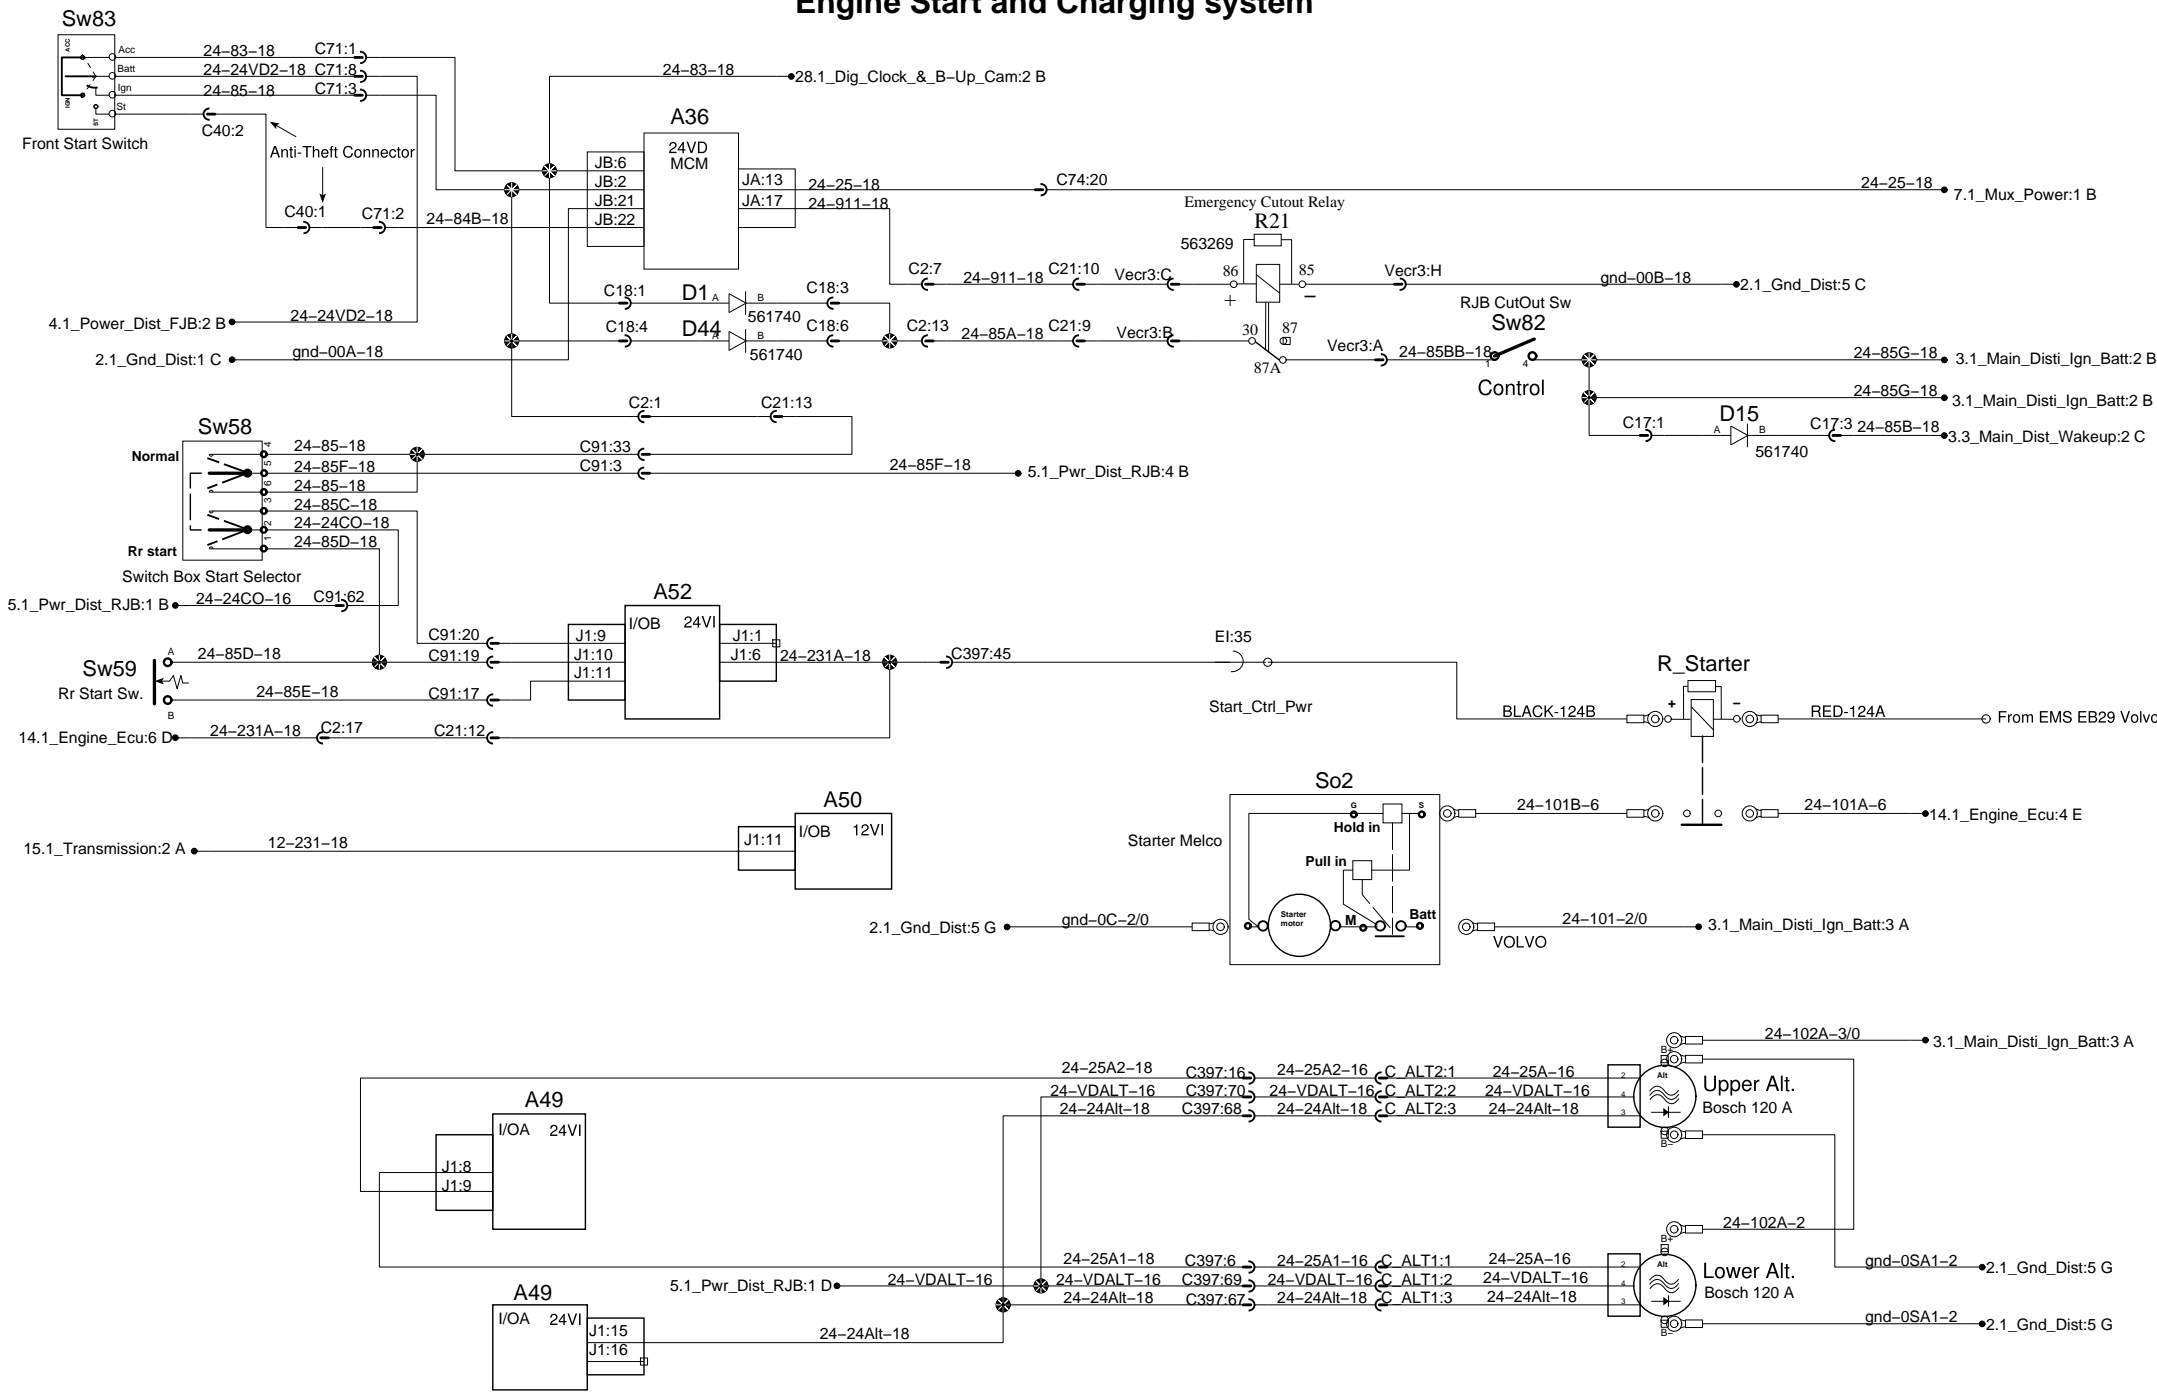 Engine Start and Charging system
Sw83
ACC
IGN
ST
Acc
Batt
Ign
St
24–83–18
C71:1
24–24VD2–18
C71:8
24–85–18
C71:3
C40:2
Front Start Switch
Anti-Theft Connector
C40:1
C71:2
24–84B–18
24–83–18
28.1_Dig_Clock_&_B–Up_Cam:2 B
A36
24VD
MCM
JB:6
JB:2
JB:21
JB:22
JA:13
JA:17
24–25–18
24–911–18
C74:20
24–25–18
7.1_Mux_Power:1 B
Emergency Cutout Relay
R21
563269
86
85
+
–
C2:7
24–911–18
C21:10
Vecr3:C
Vecr3:H
gnd–00B–18
2.1_Gnd_Dist:5 C
C18:1
D1
A
B
561740
C18:3
C18:4
D44
A
B
561740
C18:6
C2:13
24–85A–18
C21:9
Vecr3:B
30
87
87A
Vecr3:A
24–85BB–18
RJB CutOut Sw
Sw82
1
4
Control
24–85G–18
3.1_Main_Disti_Ign_Batt:2 B
24–85G–18
3.1_Main_Disti_Ign_Batt:2 B
C17:1
D15
A
B
561740
C17:3
24–85B–18
3.3_Main_Dist_Wakeup:2 C
4.1_Power_Dist_FJB:2 B
24–24VD2–18
2.1_Gnd_Dist:1 C
gnd–00A–18
C2:1
C21:13
Sw58
Normal
Rr start
4
5
6
3
2
1
24–85–18
24–85F–18
24–85–18
24–85C–18
24–24CO–18
24–85D–18
C91:33
C91:3
24–85F–18
5.1_Pwr_Dist_RJB:4 B
Switch Box Start Selector
5.1_Pwr_Dist_RJB:1 B
24–24CO–16
C91:62
Sw59
Rr Start Sw.
A
B
24–85D–18
24–85E–18
C91:20
C91:19
C91:17
A52
I/OB
24VI
J1:9
J1:10
J1:11
J1:1
J1:6
24–231A–18
C397:45
EI:35
Start_Ctrl_Pwr
14.1_Engine_Ecu:6 D
24–231A–18
C2:17
C21:12
R_Starter
BLACK-124B
+
–
RED-124A
From EMS EB29 Volvo
24–101B–6
24–101A–6
14.1_Engine_Ecu:4 E
A50
I/OB
12VI
J1:11
15.1_Transmission:2 A
12–231–18
So2
Starter Melco
G
S
Hold in
Pull in
Starter
motor
M
Batt
2.1_Gnd_Dist:5 G
gnd–0C–2/0
VOLVO
24–101–2/0
3.1_Main_Disti_Ign_Batt:3 A
24–102A–3/0
3.1_Main_Disti_Ign_Batt:3 A
24–25A2–18
C397:16
24–25A2–16
C_ALT2:1
24–25A–16
24–VDALT–16
C397:70
24–VDALT–16
C_ALT2:2
24–VDALT–16
24–24Alt–18
C397:68
24–24Alt–18
C_ALT2:3
24–24Alt–18
2
4
3
B+
Alt
B–
Upper Alt.
Bosch 120 A
A49
I/OA
24VI
J1:8
J1:9
24–102A–2
24–25A1–18
C397:6
24–25A1–16
C_ALT1:1
24–25A–16
5.1_Pwr_Dist_RJB:1 D
24–VDALT–16
24–VDALT–16
C397:69
24–VDALT–16
C_ALT1:2
24–VDALT–16
24–24Alt–18
C397:67
24–24Alt–18
C_ALT1:3
24–24Alt–18
2
4
3
B+
Alt
B–
Lower Alt.
Bosch 120 A
gnd–0SA1–2
2.1_Gnd_Dist:5 G
gnd–0SA1–2
2.1_Gnd_Dist:5 G
A49
I/OA
24VI
J1:15
J1:16
24–24Alt–18